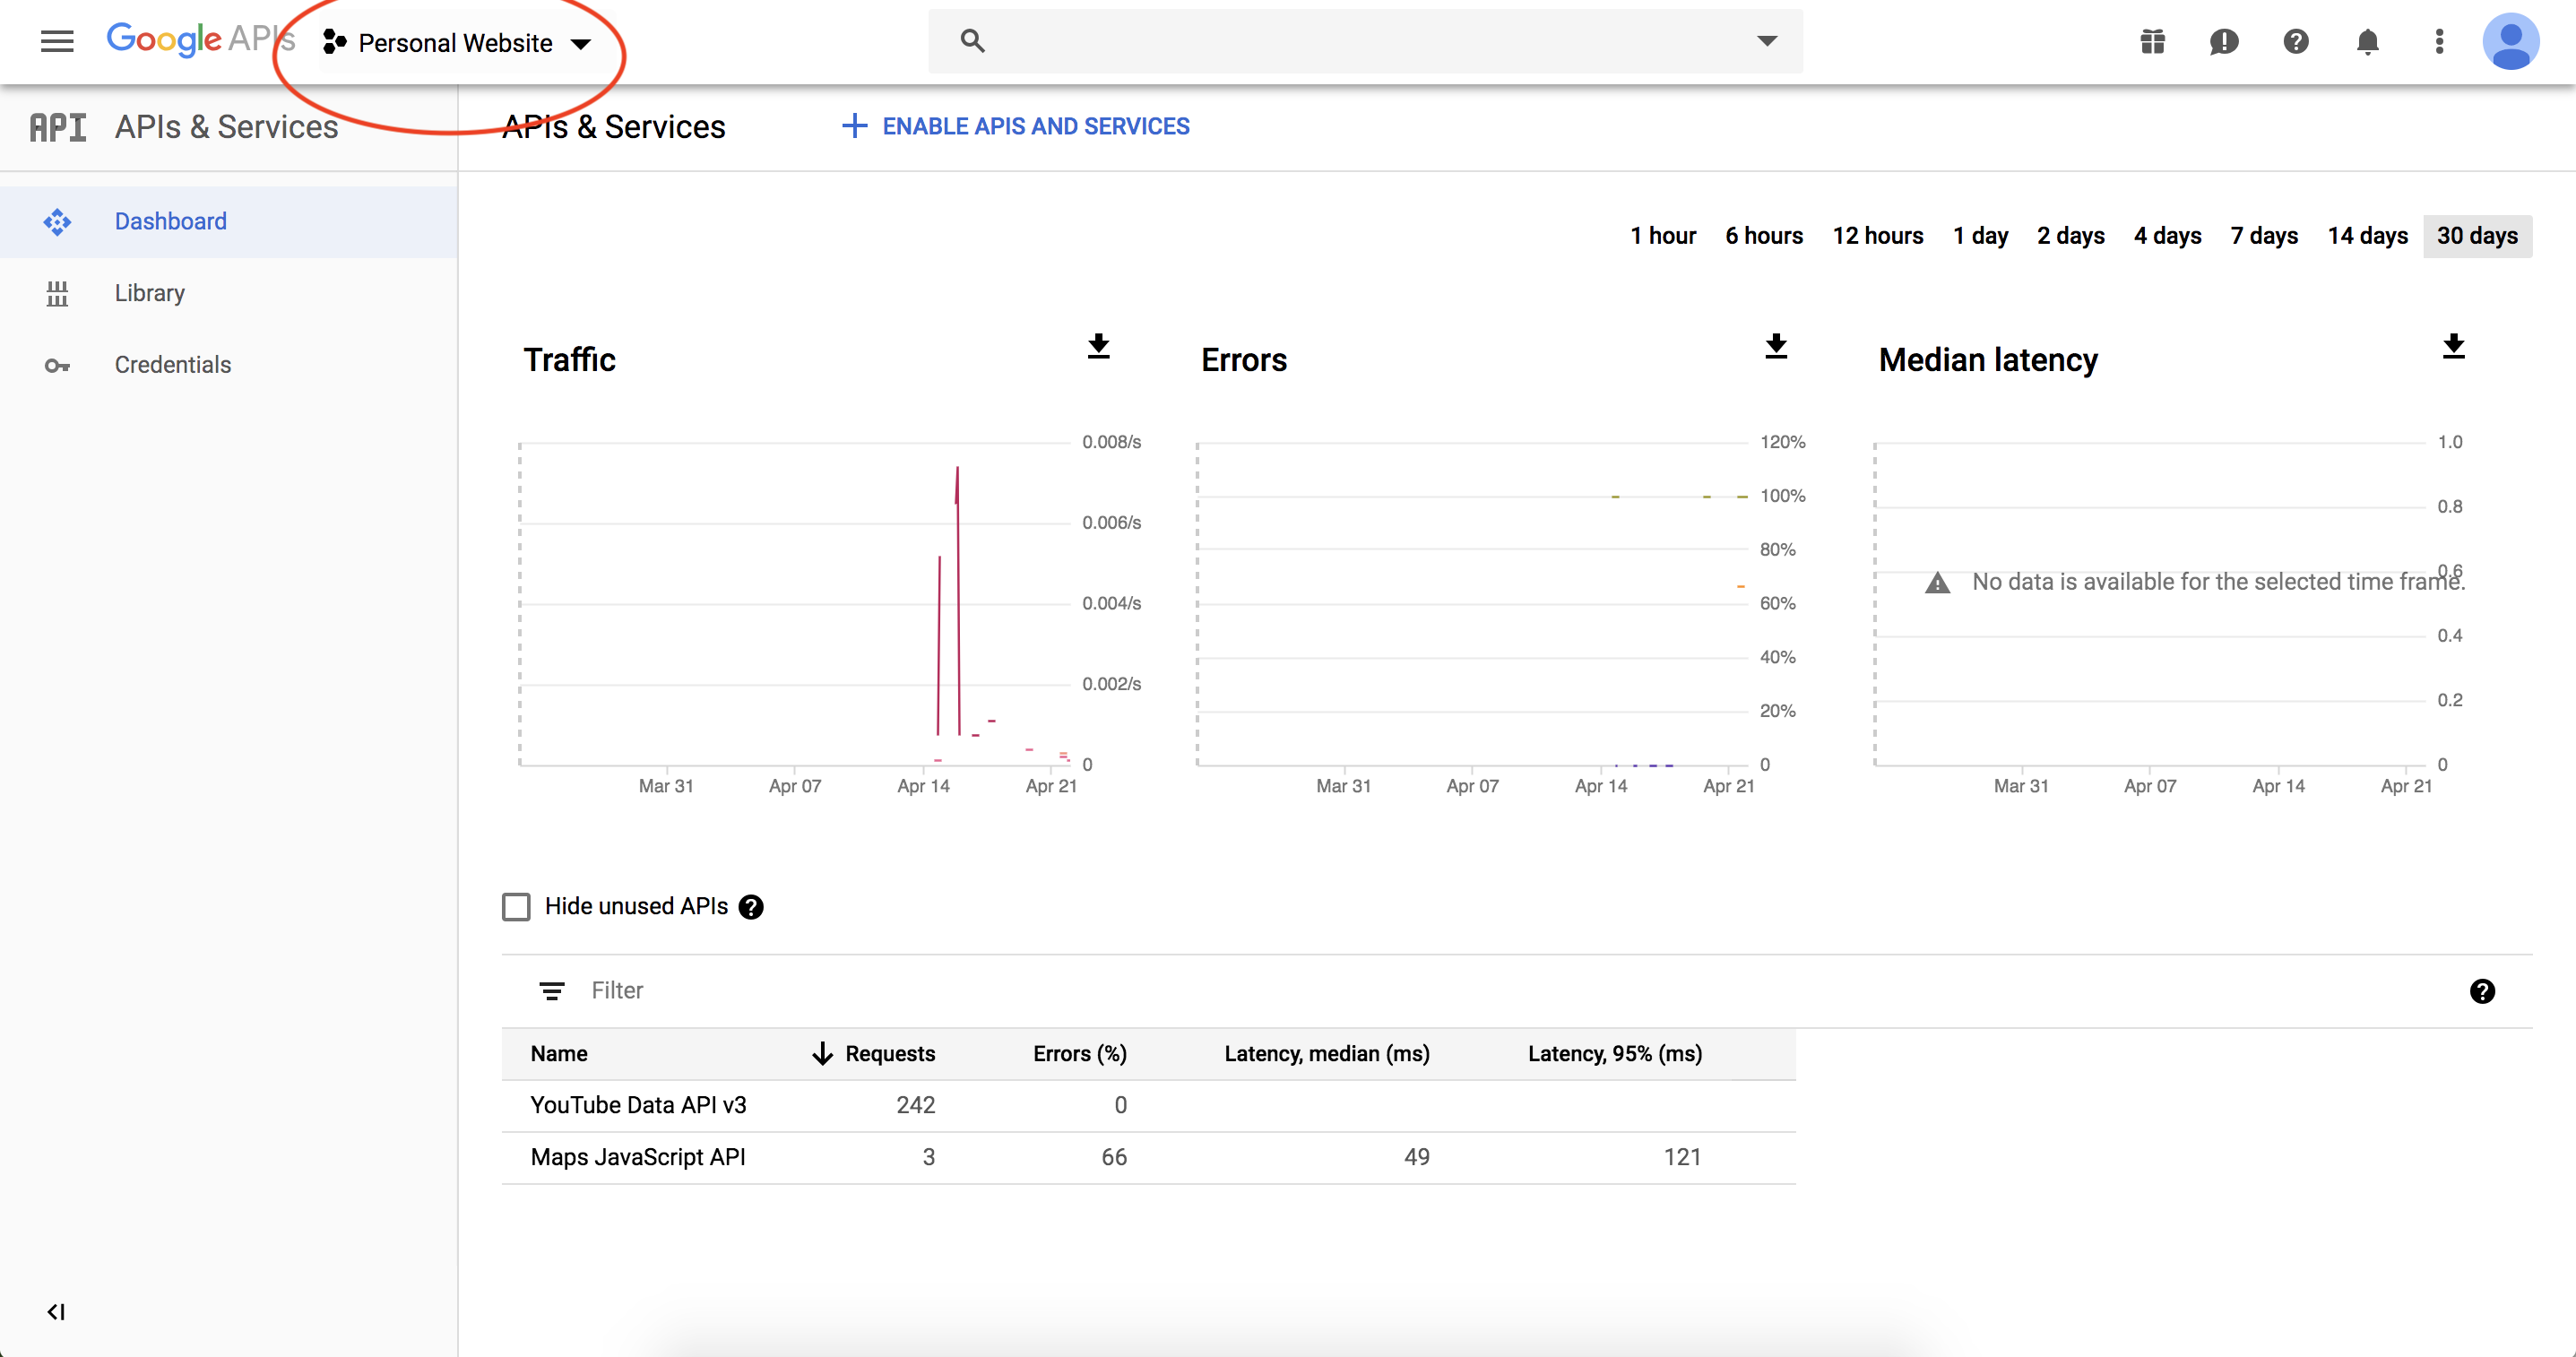 Google APIs Personal Website
API APIs & Services
APIs & Services + ENABLE APIS AND SERVICES
Dashboard
Library
Credentials
1 hour 6 hours 12 hours 1 day 2 days 4 days 7 days 14 days 30 days
Traffic
0.008/s
0.006/s
0.004/s
0.002/s
0
Mar 31 Apr 07 Apr 14 Apr 21
Errors
120%
100%
80%
60%
40%
20%
0
Mar 31 Apr 07 Apr 14 Apr 21
Median latency
1.0
0.8
0.6
No data is available for the selected time frame.
0.4
0.2
0
Mar 31 Apr 07 Apr 14 Apr 21
Hide unused APIs
Filter
Name Requests Errors (%) Latency, median (ms) Latency, 95% (ms)
YouTube Data API v3 242 0
Maps JavaScript API 3 66 49 121